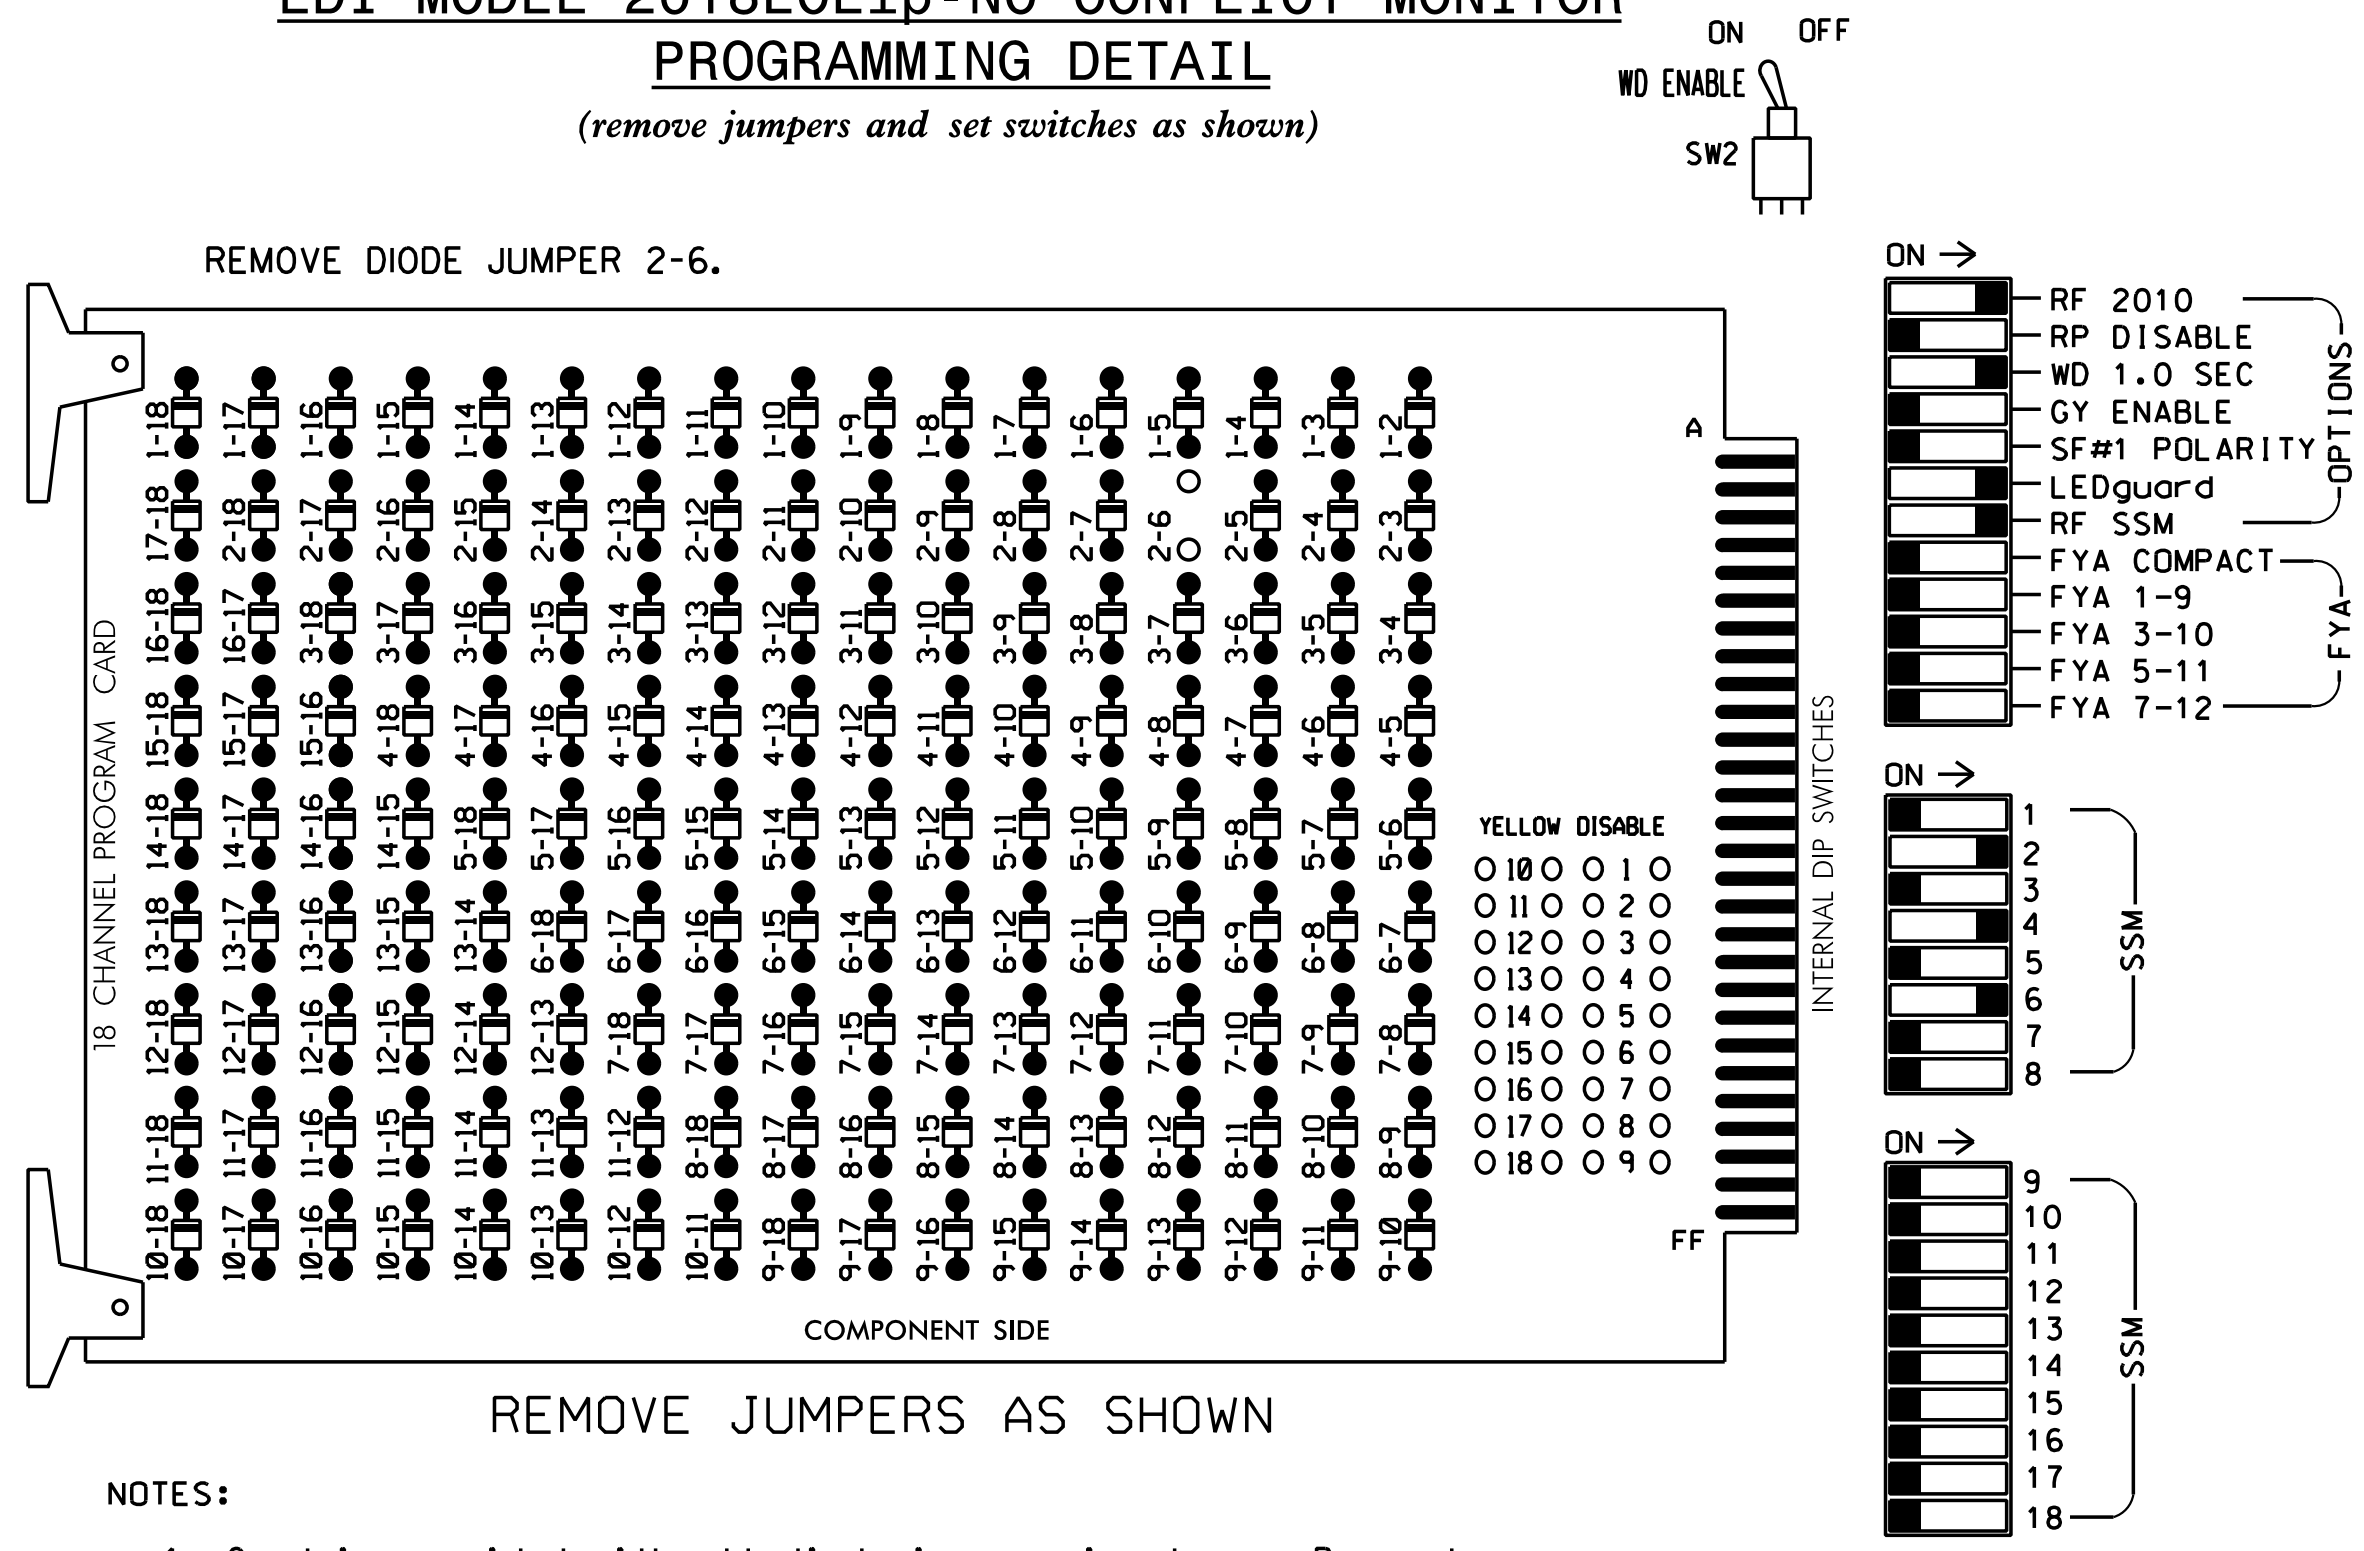 PROGRAMMING DETAIL
(remove jumpers and set switches as shown)
ON OFF
WD ENABLE
SW2
REMOVE DIODE JUMPER 2-6.
18 CHANNEL PROGRAM CARD
1-18 1-17 1-16 1-15 1-14 1-13 1-12 1-11 1-10 1-9 1-8 1-7 1-6 1-5 1-4 1-3 1-2
17-18 2-18 2-17 2-16 2-15 2-14 2-13 2-12 2-11 2-10 2-9 2-8 2-7 2-6 2-5 2-4 2-3
16-18 16-17 3-18 3-17 3-16 3-15 3-14 3-13 3-12 3-11 3-10 3-9 3-8 3-7 3-6 3-5 3-4
15-18 15-17 15-16 4-18 4-17 4-16 4-15 4-14 4-13 4-12 4-11 4-10 4-9 4-8 4-7 4-6 4-5
14-18 14-17 14-16 14-15 5-18 5-17 5-16 5-15 5-14 5-13 5-12 5-11 5-10 5-9 5-8 5-7 5-6
13-18 13-17 13-16 13-15 13-14 6-18 6-17 6-16 6-15 6-14 6-13 6-12 6-11 6-10 6-9 6-8 6-7
12-18 12-17 12-16 12-15 12-14 12-13 7-18 7-17 7-16 7-15 7-14 7-13 7-12 7-11 7-10 7-9 7-8
11-18 11-17 11-16 11-15 11-14 11-13 11-12 8-18 8-17 8-16 8-15 8-14 8-13 8-12 8-11 8-10 8-9
10-18 10-17 10-16 10-15 10-14 10-13 10-12 10-11 9-18 9-17 9-16 9-15 9-14 9-13 9-12 9-11 9-10
A
YELLOW DISABLE
10 1
11 2
12 3
13 4
14 5
15 6
16 7
17 8
18 9
FF
COMPONENT SIDE
INTERNAL DIP SWITCHES
ON →
RF 2010
RP DISABLE
WD 1.0 SEC
GY ENABLE
SF#1 POLARITY
LEDguard
RF SSM
OPTIONS
FYA COMPACT
FYA 1-9
FYA 3-10
FYA 5-11
FYA 7-12
FYA
ON →
1
2
3
4
5
6
7
8
SSM
ON →
9
10
11
12
13
14
15
16
17
18
SSM
REMOVE JUMPERS AS SHOWN
NOTES: